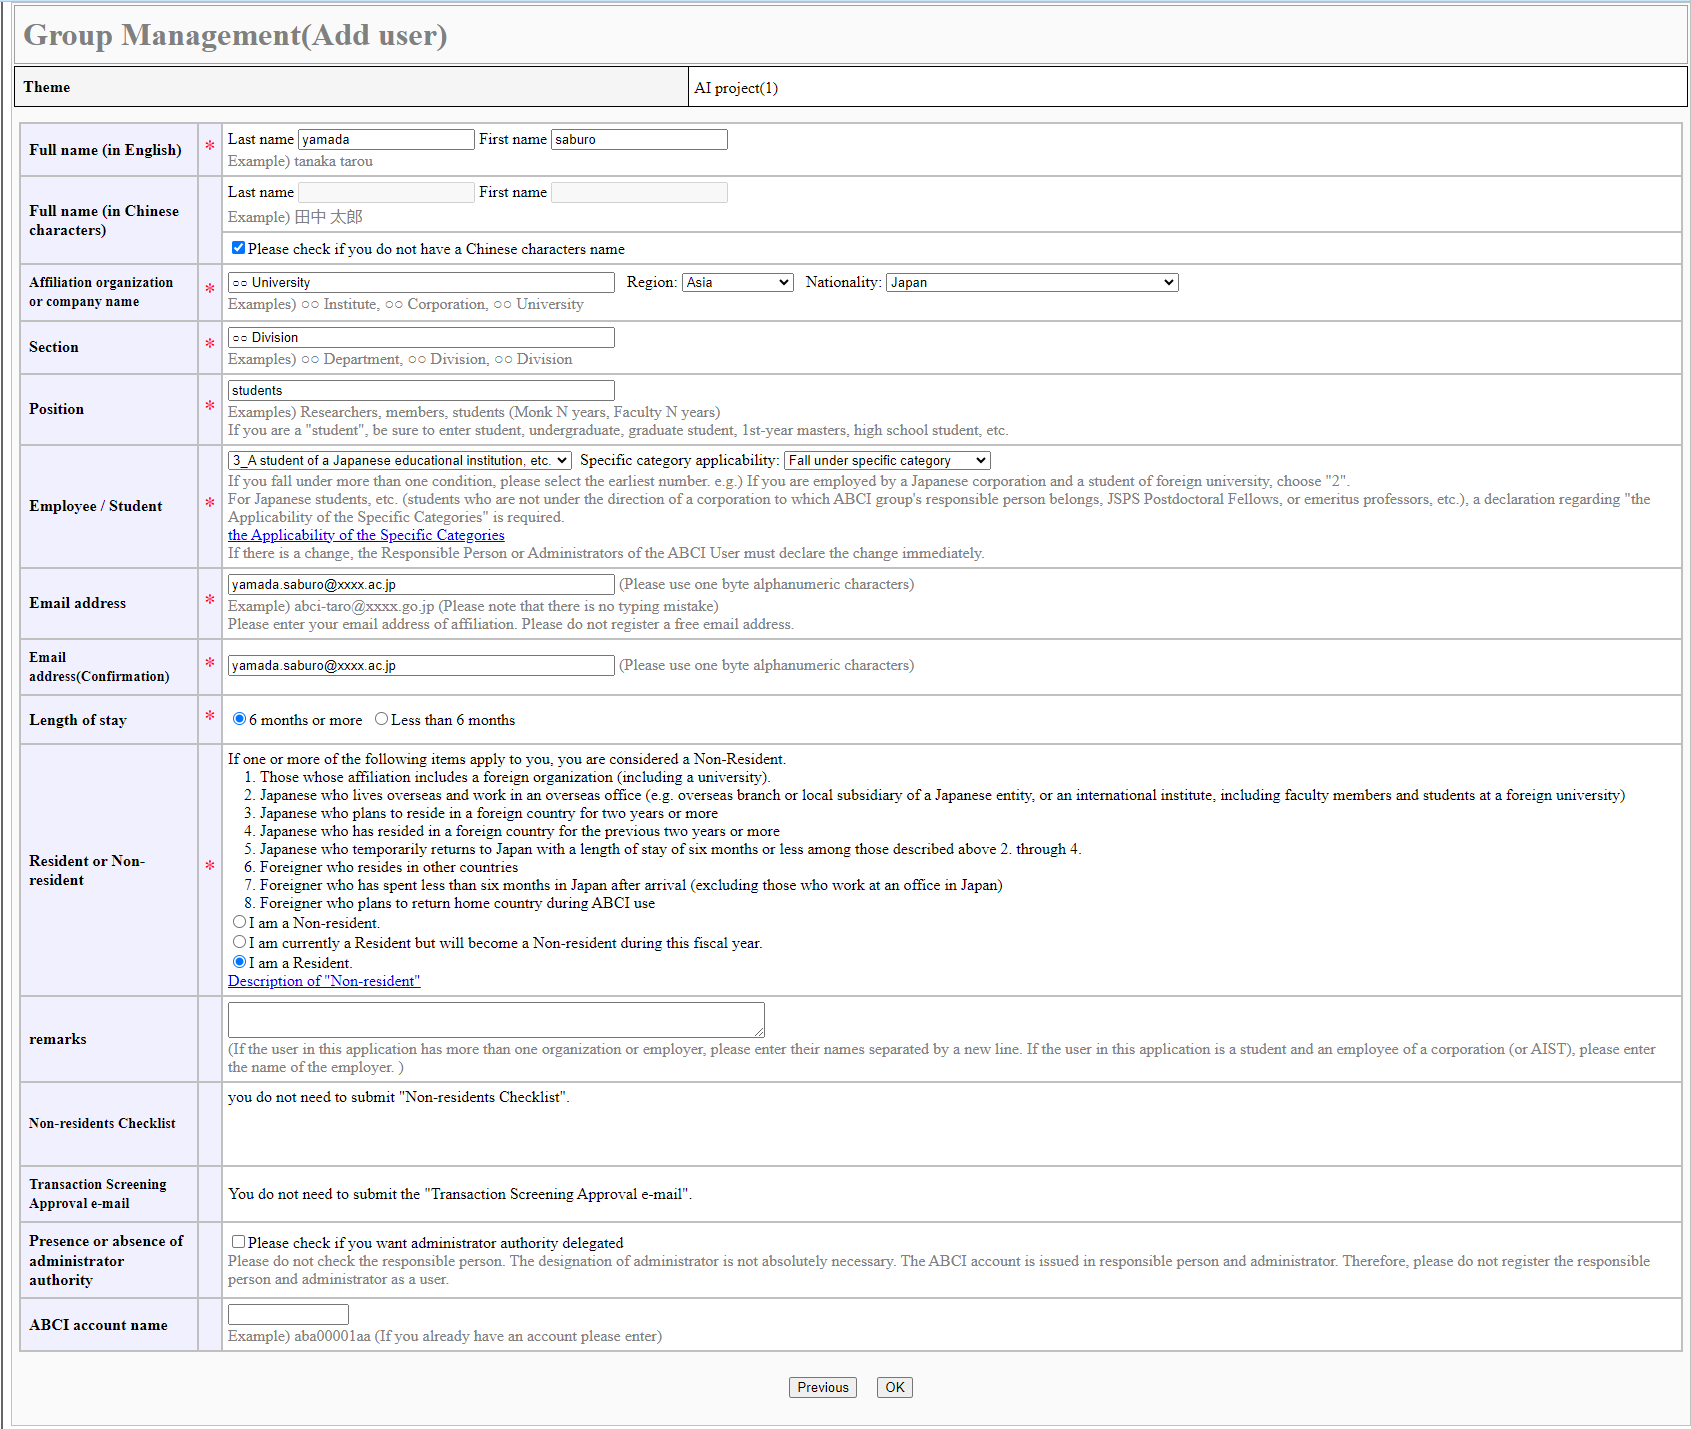 Group Management(Add user)
Theme
AI project(1)
Full name (in English)
*
Last name yamada First name saburo
Example) tanaka tarou
Full name (in Chinese characters)
Last name First name
Example) 田中 太郎
Please check if you do not have a Chinese characters name
Affiliation organization or company name
*
○○ University Region: Asia Nationality: Japan
Examples) ○○ Institute, ○○ Corporation, ○○ University
Section
*
○○ Division
Examples) ○○ Department, ○○ Division, ○○ Division
Position
*
students
Examples) Researchers, members, students (Monk N years, Faculty N years)
If you are a "student", be sure to enter student, undergraduate, graduate student, 1st-year masters, high school student, etc.
Employee / Student
*
3_A student of a Japanese educational institution, etc. Specific category applicability: Fall under specific category
If you fall under more than one condition, please select the earliest number. e.g.) If you are employed by a Japanese corporation and a student of foreign university, choose "2".
For Japanese students, etc. (students who are not under the direction of a corporation to which ABCI group's responsible person belongs, JSPS Postdoctoral Fellows, or emeritus professors, etc.), a declaration regarding "the
Applicability of the Specific Categories" is required.
the Applicability of the Specific Categories
If there is a change, the Responsible Person or Administrators of the ABCI User must declare the change immediately.
Email address
*
yamada.saburo@xxxx.ac.jp (Please use one byte alphanumeric characters)
Example) abci-taro@xxxx.go.jp (Please note that there is no typing mistake)
Please enter your email address of affiliation. Please do not register a free email address.
Email
address(Confirmation)
*
yamada.saburo@xxxx.ac.jp (Please use one byte alphanumeric characters)
Length of stay
*
6 months or more Less than 6 months
Resident or Non-
resident
*
If one or more of the following items apply to you, you are considered a Non-Resident.
1. Those whose affiliation includes a foreign organization (including a university).
2. Japanese who lives overseas and work in an overseas office (e.g. overseas branch or local subsidiary of a Japanese entity, or an international institute, including faculty members and students at a foreign university)
3. Japanese who plans to reside in a foreign country for two years or more
4. Japanese who has resided in a foreign country for the previous two years or more
5. Japanese who temporarily returns to Japan with a length of stay of six months or less among those described above 2. through 4.
6. Foreigner who resides in other countries
7. Foreigner who has spent less than six months in Japan after arrival (excluding those who work at an office in Japan)
8. Foreigner who plans to return home country during ABCI use
I am a Non-resident.
I am currently a Resident but will become a Non-resident during this fiscal year.
I am a Resident.
Description of "Non-resident"
remarks
(If the user in this application has more than one organization or employer, please enter their names separated by a new line. If the user in this application is a student and an employee of a corporation (or AIST), please enter
the name of the employer. )
Non-residents Checklist
you do not need to submit "Non-residents Checklist".
Transaction Screening
Approval e-mail
You do not need to submit the "Transaction Screening Approval e-mail".
Presence or absence of
administrator
authority
Please check if you want administrator authority delegated
Please do not check the responsible person. The designation of administrator is not absolutely necessary. The ABCI account is issued in responsible person and administrator. Therefore, please do not register the responsible
person and administrator as a user.
ABCI account name
Example) aba00001aa (If you already have an account please enter)
Previous OK